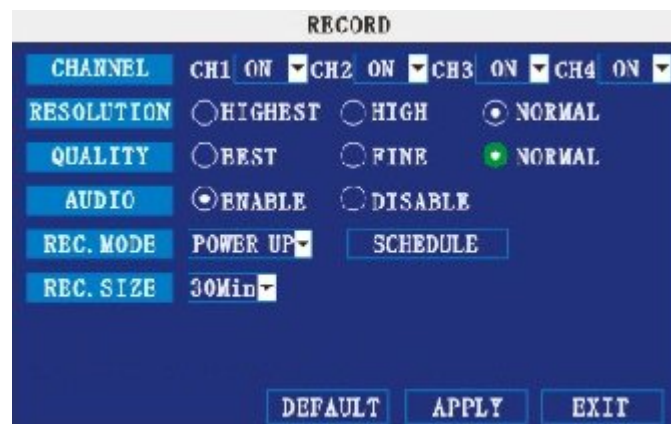 RECORD
CHANNEL CH1 ON CH2 ON CH3 ON CH4 ON
RESOLUTION HIGHEST HIGH NORMAL
QUALITY BEST FINE NORMAL
AUDIO ENABLE DISABLE
REC. MODE POWER UP SCHEDULE
REC. SIZE 30Min
DEFAULT APPLY EXIT